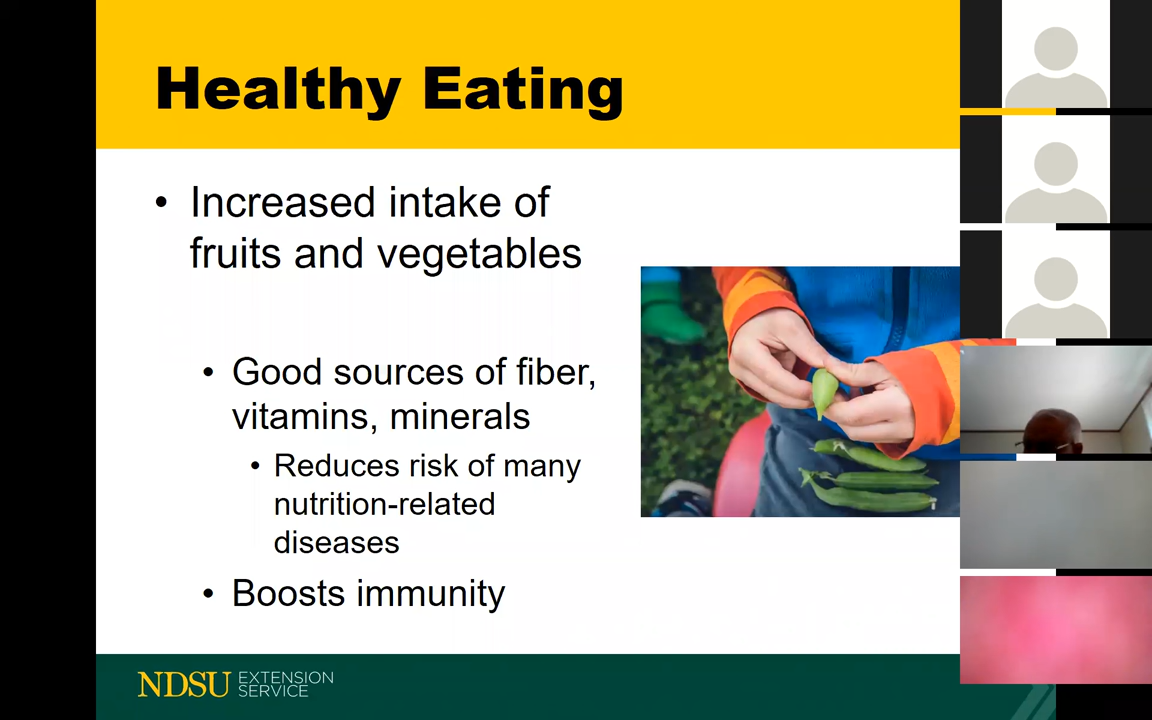 Healthy Eating
• Increased intake of
fruits and vegetables
• Good sources of fiber,
vitamins, minerals
• Reduces risk of many
nutrition-related
diseases
• Boosts immunity
NDSU EXTENSION
SERVICE